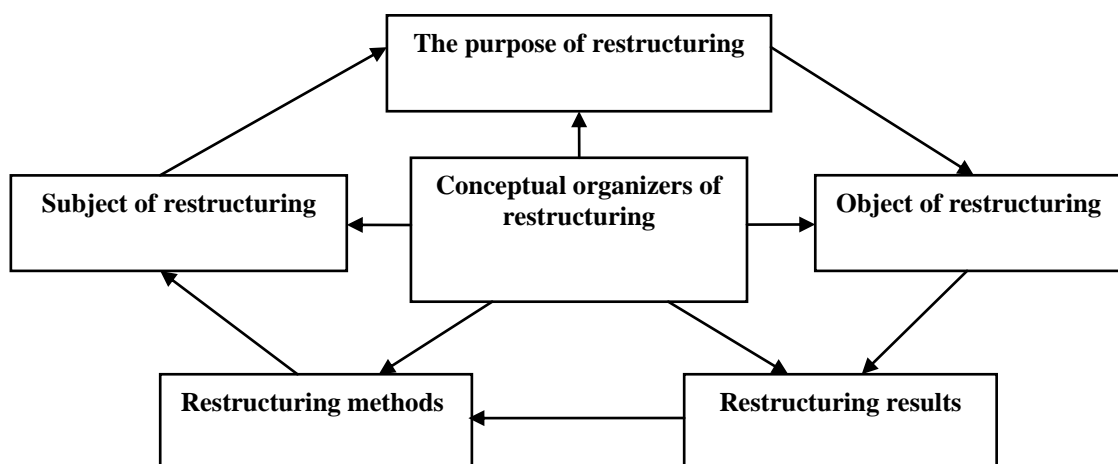 The purpose of restructuring
Subject of restructuring
Conceptual organizers of
restructuring
Object of restructuring
Restructuring methods
Restructuring results